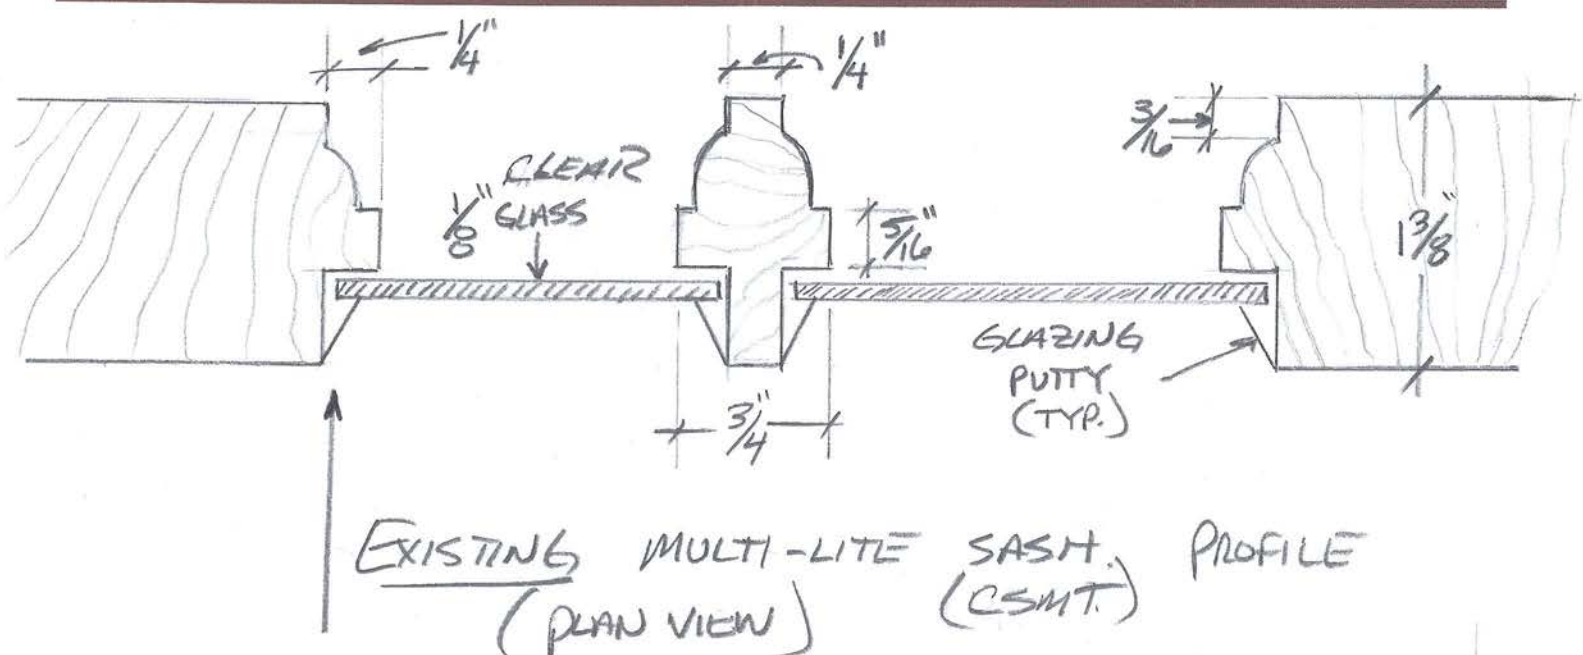 1/4"
1/4"
3/16
1/8" CLEAR
GLASS
5/16"
1 3/8"
GLAZING
PUTTY
(TYP.)
3/4"
EXISTING MULTI-LITE SASH. PROFILE
(PLAN VIEW) (CSMT.)